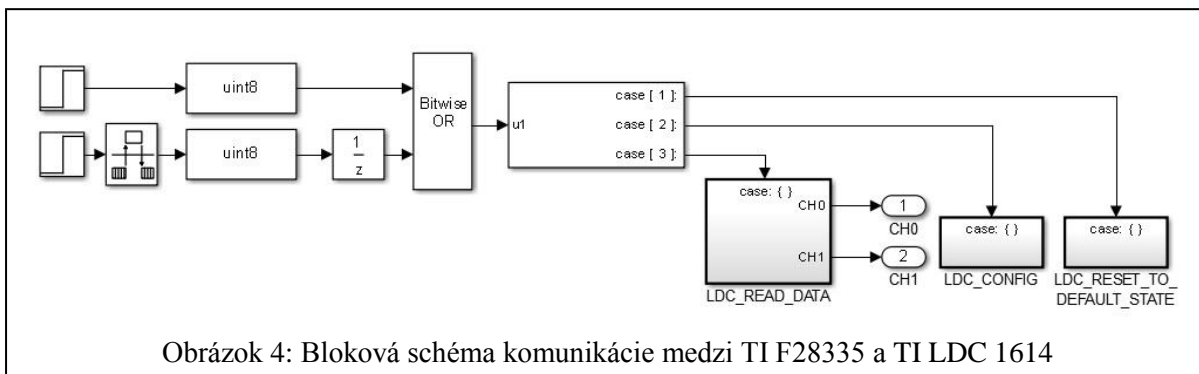 uint8
uint8
1
z
Bitwise
OR
u1
case [ 1 ]:
case [ 2 ]:
case [ 3 ]:
case: { }
CH0
CH1
LDC_READ_DATA
1
CH0
2
CH1
case: { }
LDC_CONFIG
case: { }
LDC_RESET_TO_
DEFAULT_STATE
Obrázok 4: Bloková schéma komunikácie medzi TI F28335 a TI LDC 1614